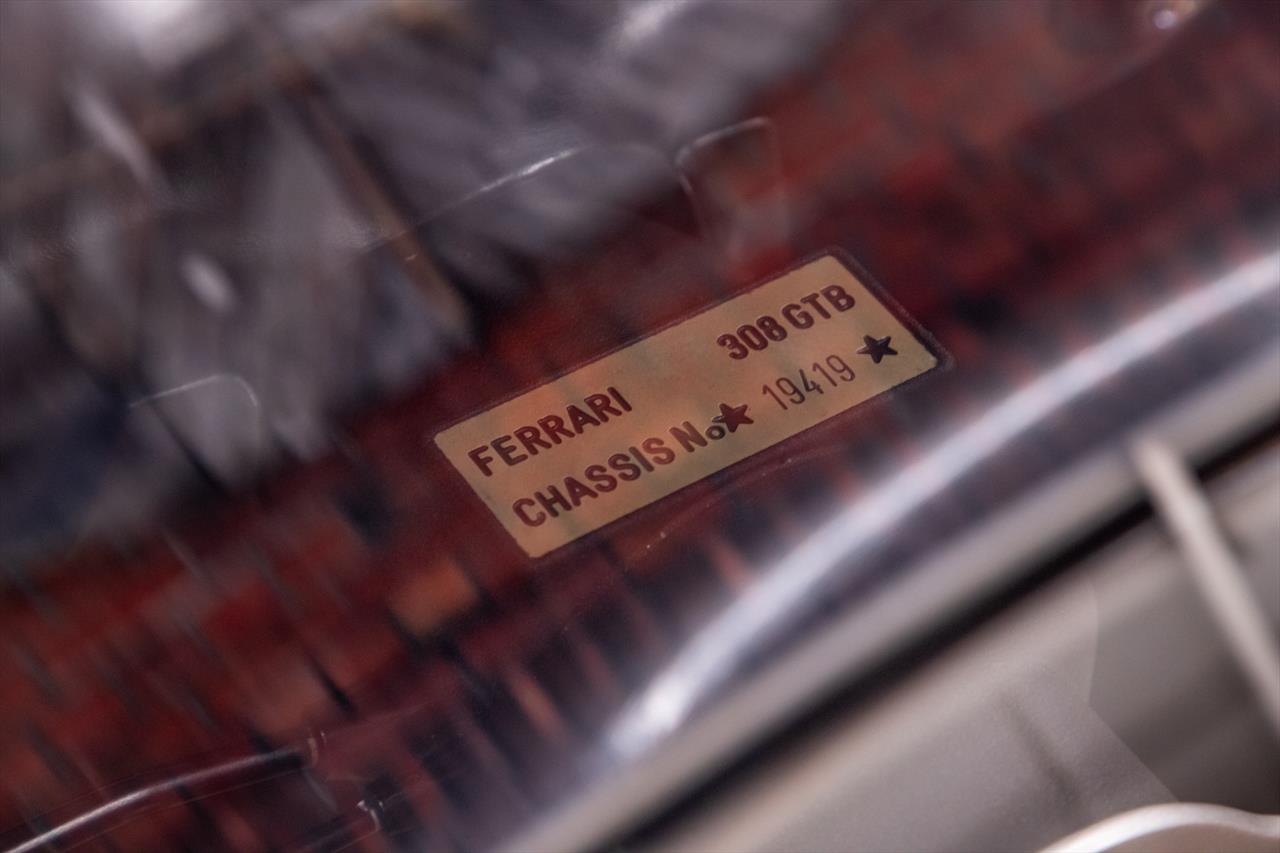 FERRARI 308 GTB
CHASSIS No★ 19419 ★